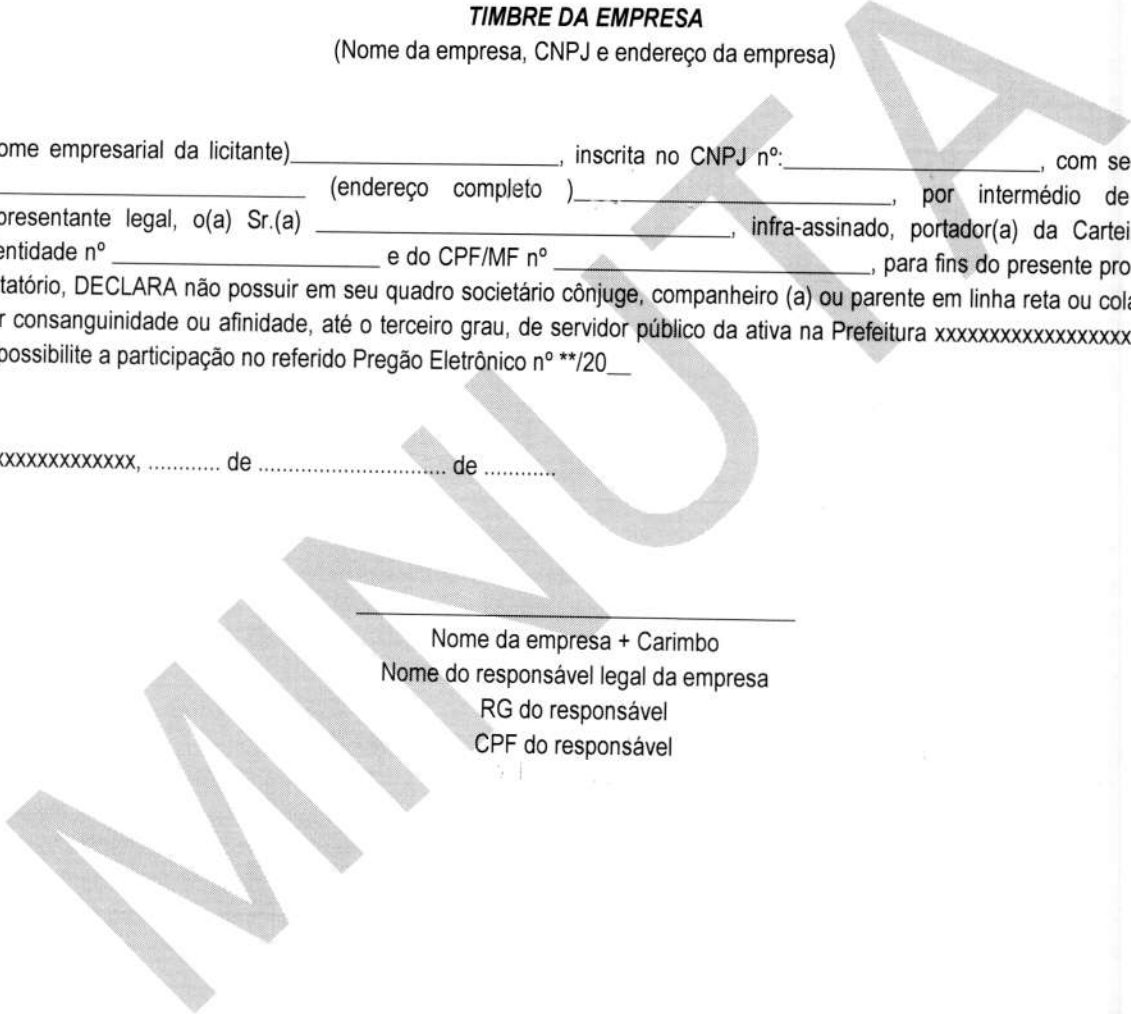 TIMBRE DA EMPRESA
(Nome da empresa, CNPJ e endereço da empresa)
ome empresarial da licitante)____________________, inscrita no CNPJ nº:____________________, com se
____________________ (endereço completo )____________________, por intermédio de
presentante legal, o(a) Sr.(a) ____________________, infra-assinado, portador(a) da Cartei
entidade nº ____________________ e do CPF/MF nº ____________________, para fins do presente pro
tatório, DECLARA não possuir em seu quadro societário cônjuge, companheiro (a) ou parente em linha reta ou cola
r consanguinidade ou afinidade, até o terceiro grau, de servidor público da ativa na Prefeitura xxxxxxxxxxxxxxxxxx
possibilite a participação no referido Pregão Eletrônico nº **/20__
xxxxxxxxxxxxx, ............ de ............................... de ............
Nome da empresa + Carimbo
Nome do responsável legal da empresa
RG do responsável
CPF do responsável
MINUTA